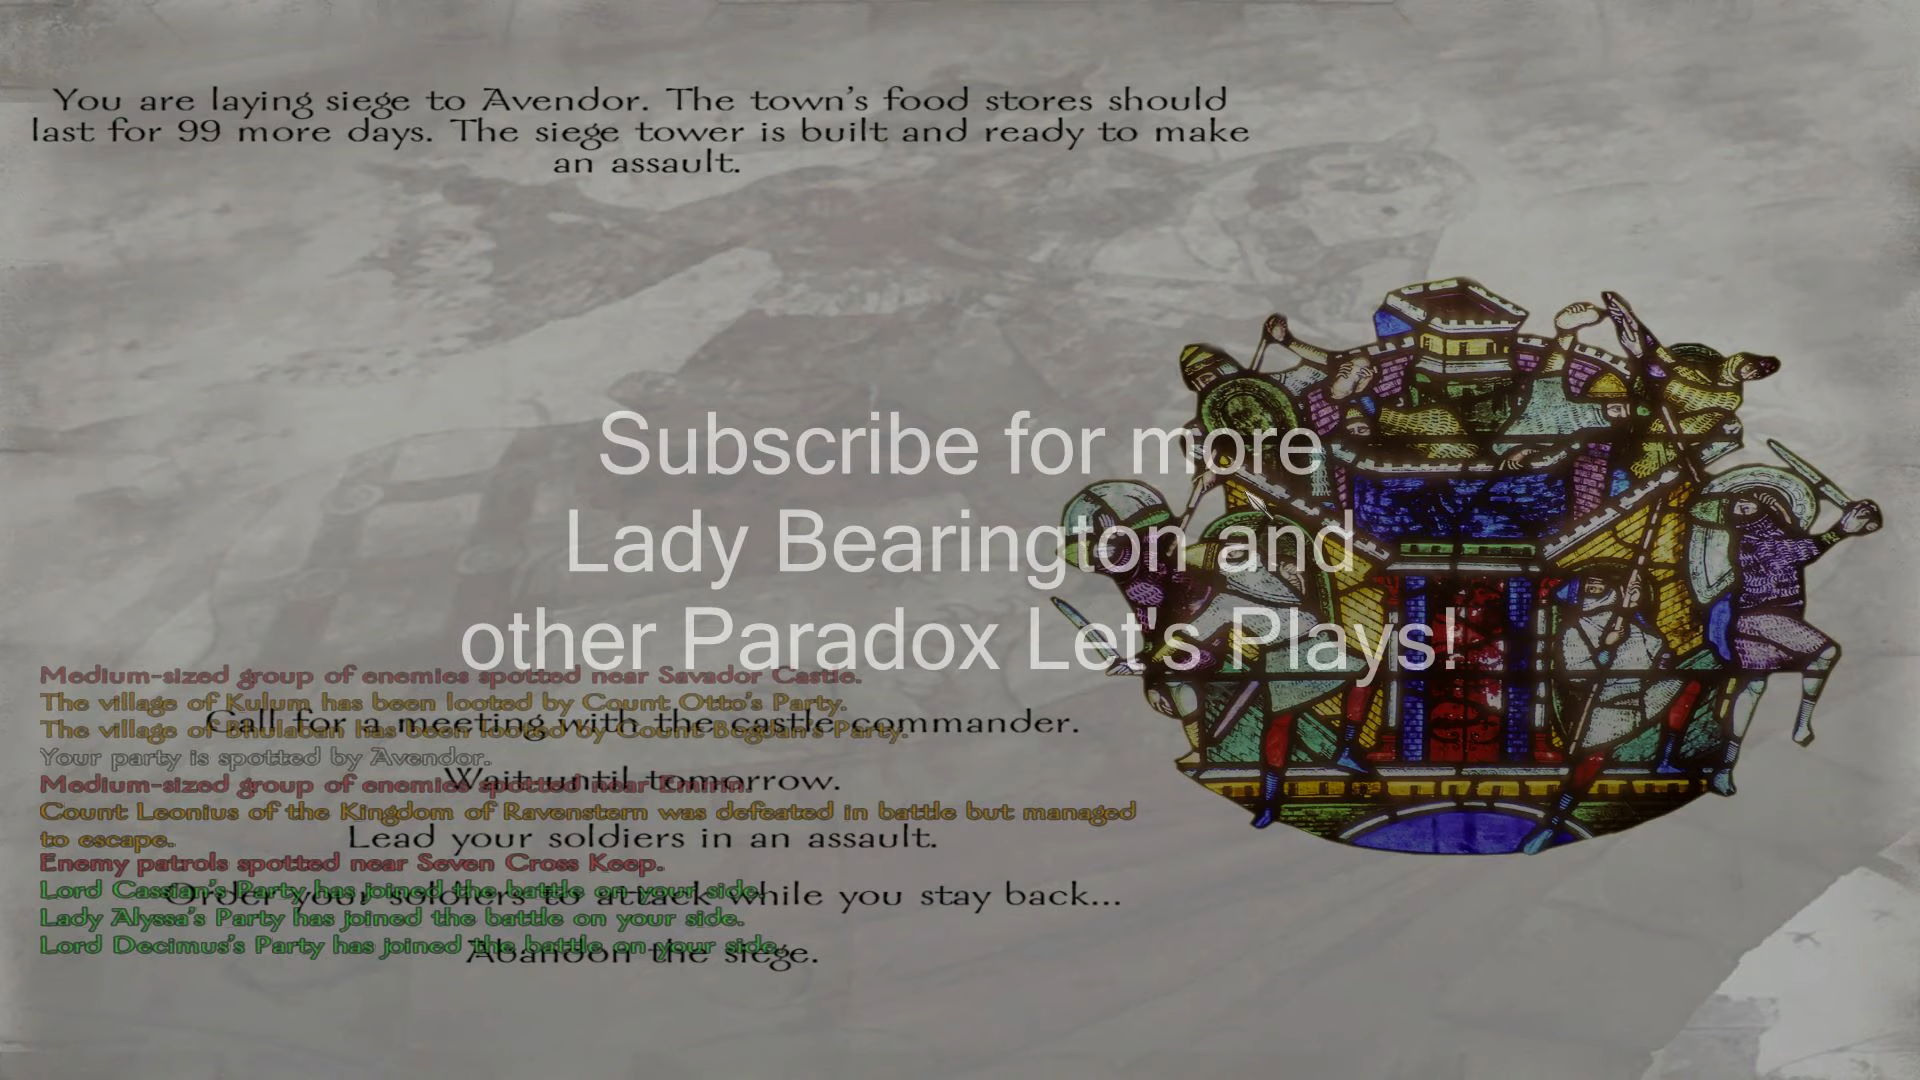 You are laying siege to Avendor. The town's food stores should
last for 99 more days. The siege tower is built and ready to make
an assault.
Subscribe for more
Lady Bearington and
other Paradox Let's Plays!
Medium-sized group of enemies spotted near Savador Castle.
The village of Kulum has been looted by Count Otto's Party.
Call for a meeting with the castle commander.
The village of Bhulaban has been looted by Count Bogdan's Party.
Your party is spotted by Avendor.
Wait until tomorrow.
Medium-sized group of enemies spotted near
Count Leonius of the Kingdom of Ravenstern was defeated in battle but managed
to escape.
Lead your soldiers in an assault.
Enemy patrols spotted near Seven Cross Keep.
Lord Cassian's Party has joined the battle on your side.
Order your soldiers to attack while you stay back...
Lady Alyssa's Party has joined the battle on your side.
Lord Decimus's Party has joined the battle on your side.
Abandon the siege.